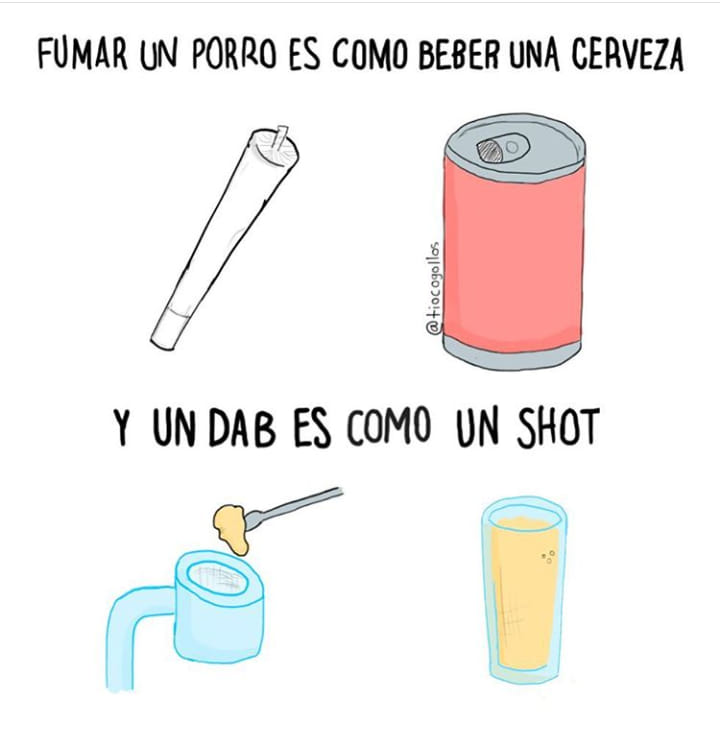 FUMAR UN PORRO ES COMO BEBER UNA CERVEZA
@tiocogollos
Y UN DAB ES COMO UN SHOT